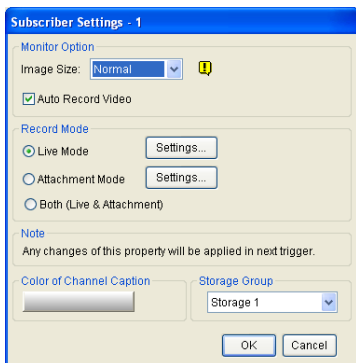 Subscriber Settings - 1
Monitor Option
Image Size: Normal
Auto Record Video
Record Mode
Live Mode Settings...
Attachment Mode Settings...
Both (Live & Attachment)
Note
Any changes of this property will be applied in next trigger.
Color of Channel Caption Storage Group
Storage 1
OK Cancel